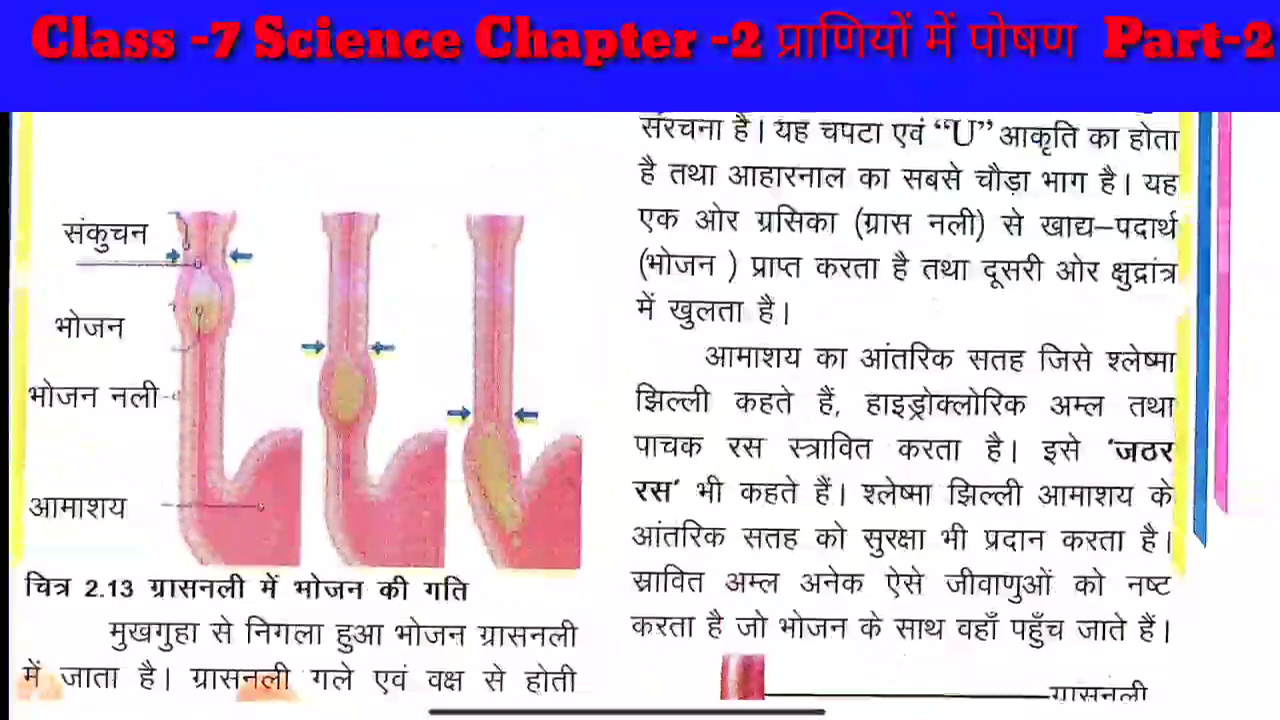 Class -7 Science Chapter -2 प्राणियों में पोषण Part-2
संकुचन
भोजन
भोजन नली
आमाशय
चित्र 2.13 ग्रासनली में भोजन की गति
मुखगुहा से निगला हुआ भोजन ग्रासनली
में जाता है। ग्रासनली गले एवं वक्ष से होती
संरचना है। यह चपटा एवं “U” आकृति का होता
है तथा आहारनाल का सबसे चौड़ा भाग है। यह
एक ओर ग्रसिका (ग्रास नली) से खाद्य–पदार्थ
(भोजन ) प्राप्त करता है तथा दूसरी ओर क्षुद्रांत्र
में खुलता है।
आमाशय का आंतरिक सतह जिसे श्लेष्मा
झिल्ली कहते हैं, हाइड्रोक्लोरिक अम्ल तथा
पाचक रस स्त्रावित करता है। इसे 'जठर
रस' भी कहते हैं। श्लेष्मा झिल्ली आमाशय के
आंतरिक सतह को सुरक्षा भी प्रदान करता है।
स्रावित अम्ल अनेक ऐसे जीवाणुओं को नष्ट
करता है जो भोजन के साथ वहाँ पहुँच जाते हैं।
ग्रासनली